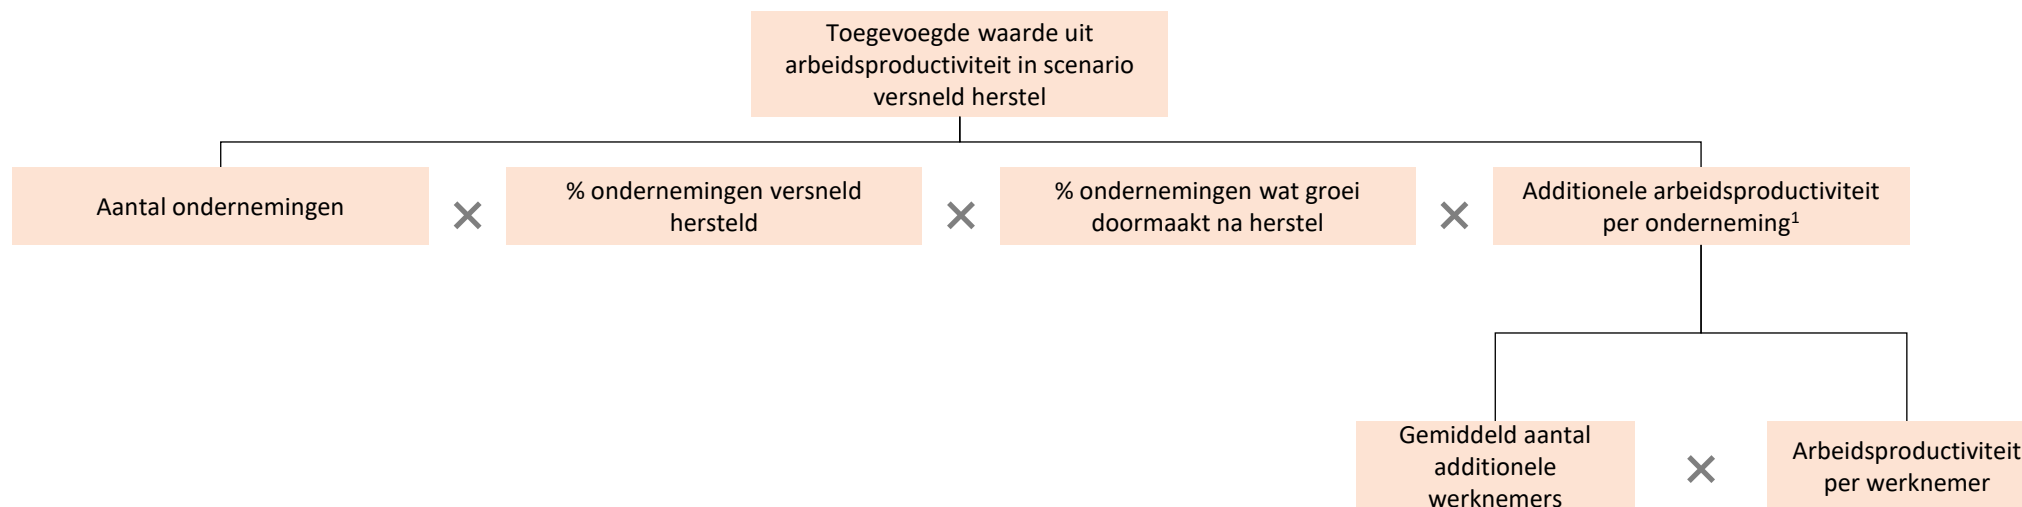 Toegevoegde waarde uit
arbeidsproductiviteit in scenario
versneld herstel
Aantal ondernemingen
% ondernemingen versneld
hersteld
% ondernemingen wat groei
doormaakt na herstel
Additionele arbeidsproductiviteit
per onderneming¹
Gemiddeld aantal
additionele
werknemers
Arbeidsproductiviteit
per werknemer